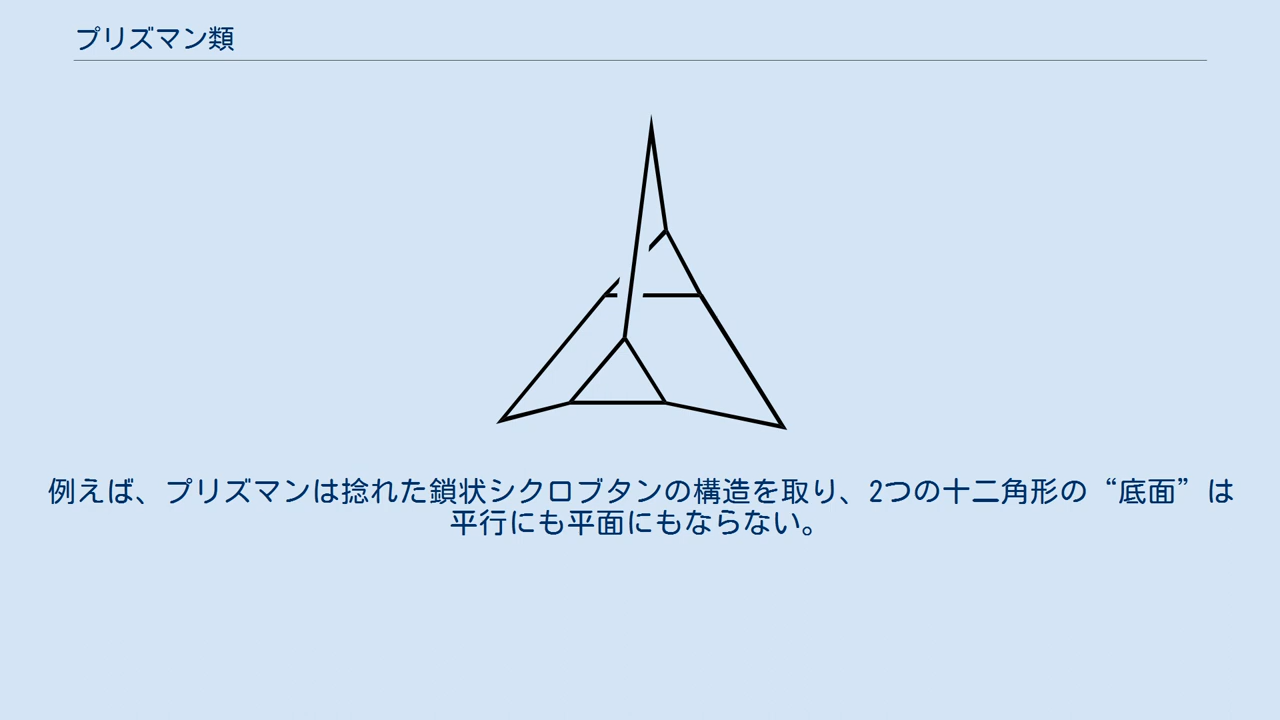 プリズマン類
例えば、プリズマンは捻れた鎖状シクロブタンの構造を取り、2つの十二角形の“底面”は
平行にも平面にもならない。